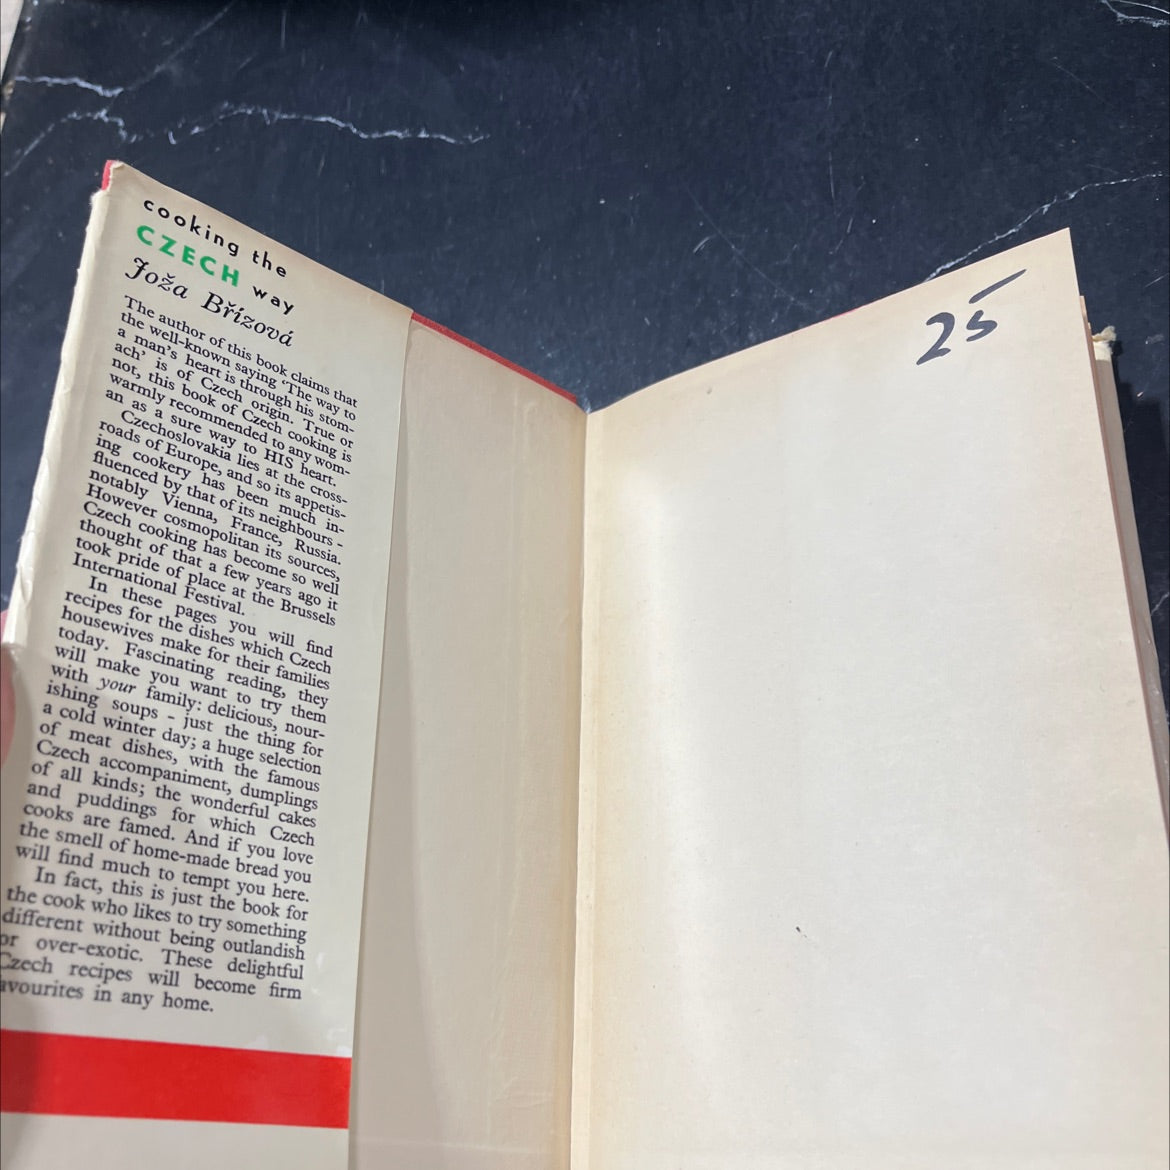 cooking the
CZECH way
Joža Břízová
The author of this book claims that
the well-known saying 'The way to
a man's heart is through his stom-
ach' is of Czech origin. True or
not, this book of Czech cooking is
warmly recommended to any wom-
an as a sure way to HIS heart.
Czechoslovakia lies at the cross-
roads of Europe, and so its appetis-
ing cookery has been much in-
fluenced by that of its neighbours -
notably Vienna, France, Russia.
However cosmopolitan its sources,
Czech cooking has become so well
thought of that a few years ago it
took pride of place at the Brussels
International Festival.
In these pages you will find
recipes for the dishes which Czech
housewives make for their families
today. Fascinating reading, they
will make you want to try them
with your family: delicious, nour-
ishing soups - just the thing for
a cold winter day; a huge selection
of meat dishes, with the famous
Czech accompaniment, dumplings
of all kinds; the wonderful cakes
and puddings for which Czech
cooks are famed. And if you love
the smell of home-made bread you
will find much to tempt you here.
In fact, this is just the book for
the cook who likes to try something
different without being outlandish
or over-exotic. These delightful
Czech recipes will become firm
avourites in any home.
25